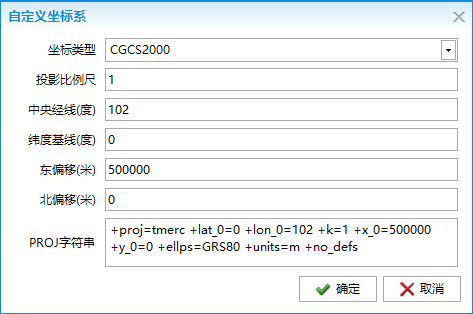 自定义坐标系
坐标类型 CGCS2000
投影比例尺 1
中央经线(度) 102
纬度基线(度) 0
东偏移(米) 500000
北偏移(米) 0
PROJ字符串 +proj=tmerc +lat_0=0 +lon_0=102 +k=1 +x_0=500000
+y_0=0 +ellps=GRS80 +units=m +no_defs
确定 取消